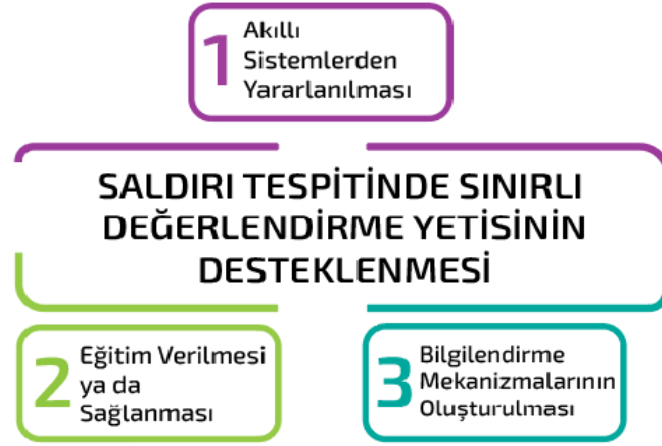 1
Akıllı
Sistemlerden
Yararlanılması
SALDIRI TESPİTİNDE SINIRLI
DEĞERLENDİRME YETİSİNİN
DESTEKLENMESİ
2
Eğitim Verilmesi
ya da
Sağlanması
3
Bilgilendirme
Mekanizmalarının
Oluşturulması